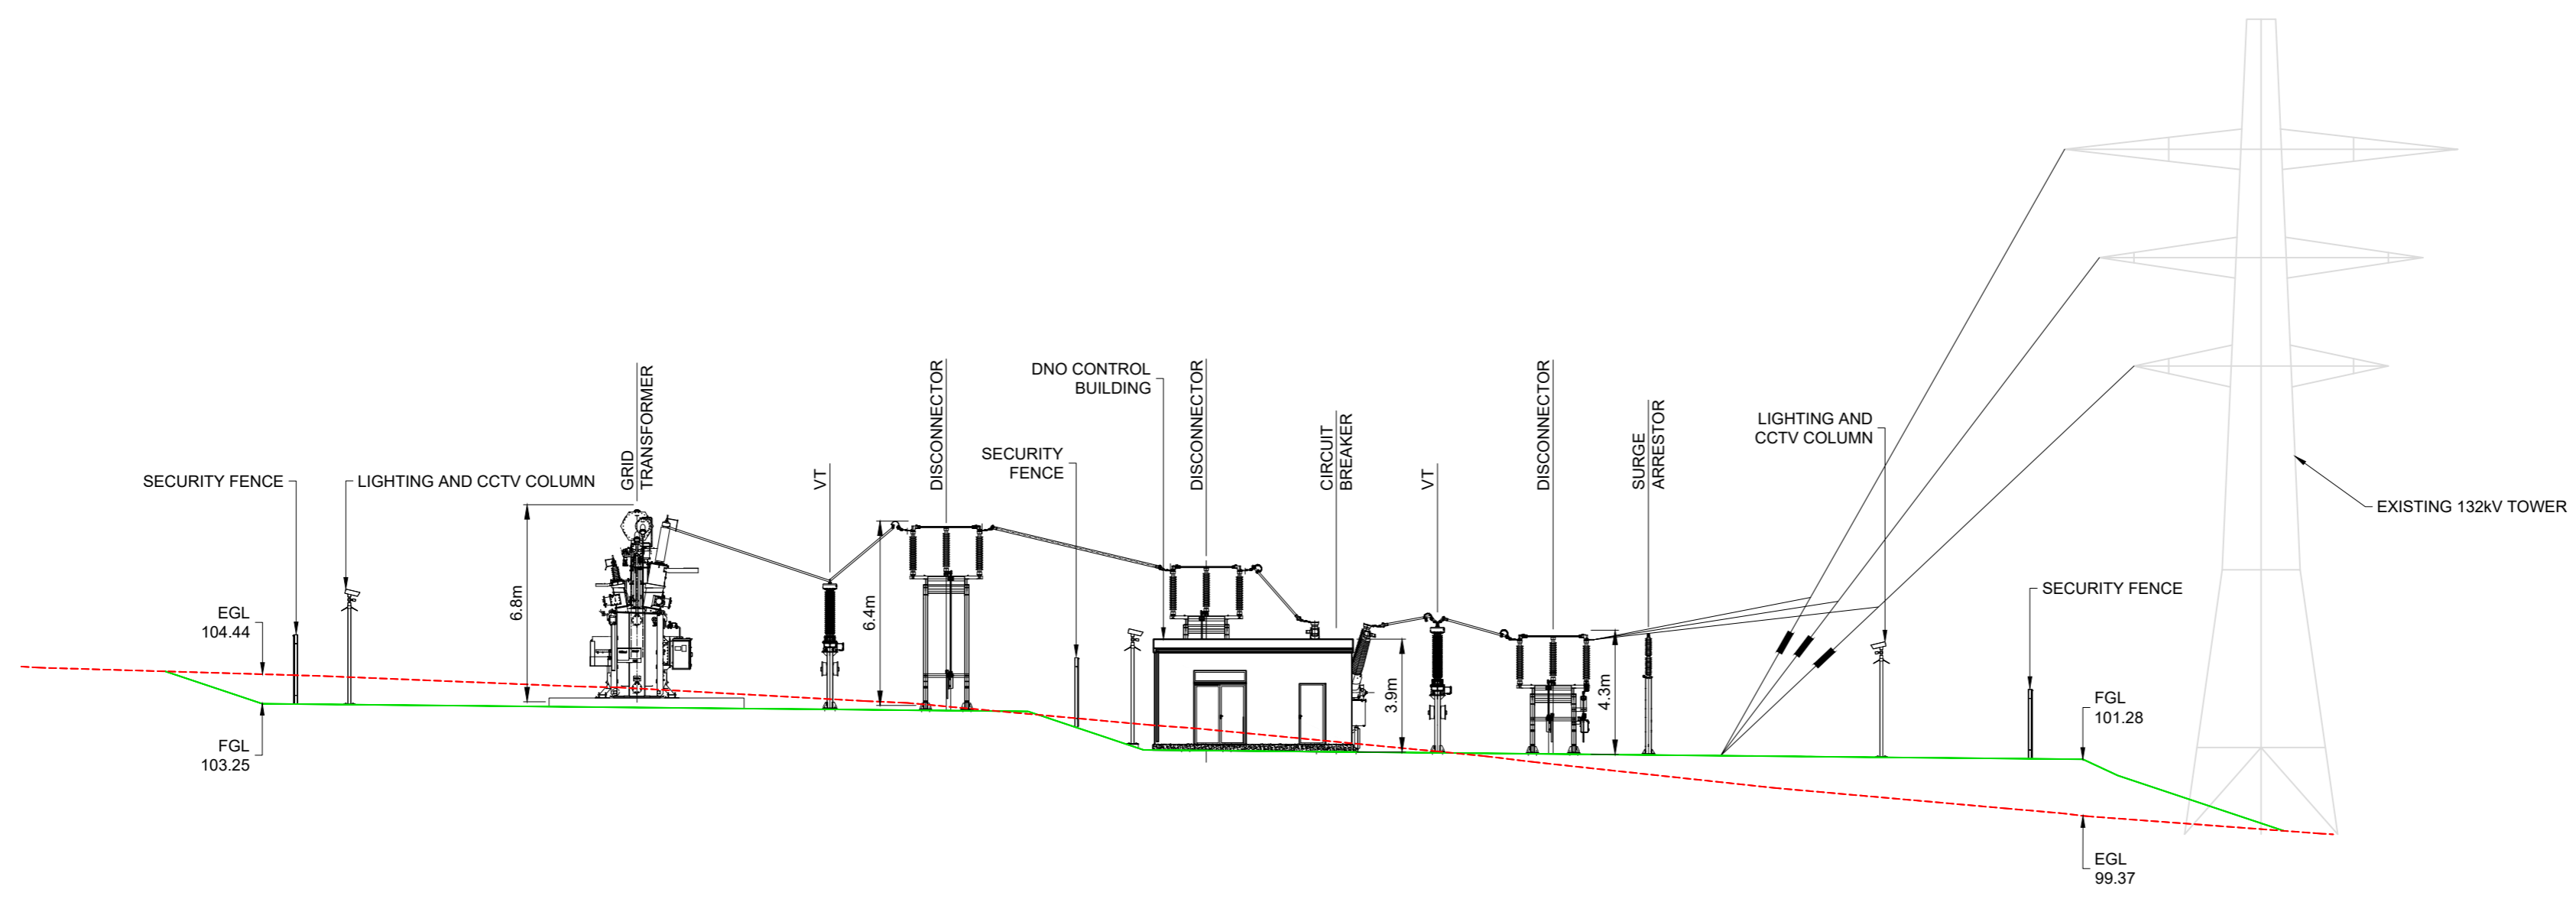 SECURITY FENCE
LIGHTING AND CCTV COLUMN
EGL
104.44
FGL
103.25
6.8m
GRID
TRANSFORMER
VT
6.4m
DISCONNECTOR
SECURITY
FENCE
DNO CONTROL
BUILDING
DISCONNECTOR
CIRCUIT
BREAKER
3.9m
VT
DISCONNECTOR
4.3m
SURGE
ARRESTOR
LIGHTING AND
CCTV COLUMN
EXISTING 132kV TOWER
SECURITY FENCE
FGL
101.28
EGL
99.37